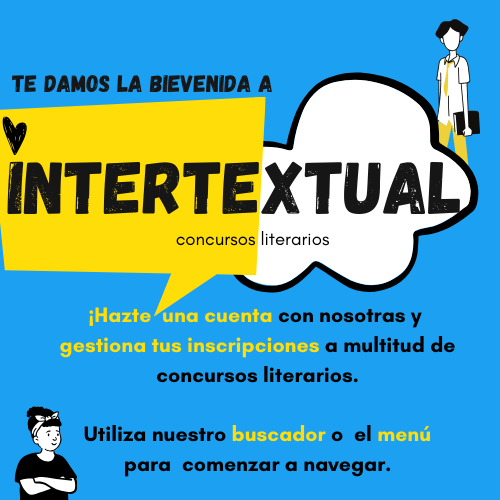 TE DAMOS LA BIEVENIDA A
INTERTEXTUAL
concursos literarios
¡Hazte una cuenta con nosotras y
gestiona tus inscripciones a multitud de
concursos literarios.
Utiliza nuestro buscador o el menú
para comenzar a navegar.